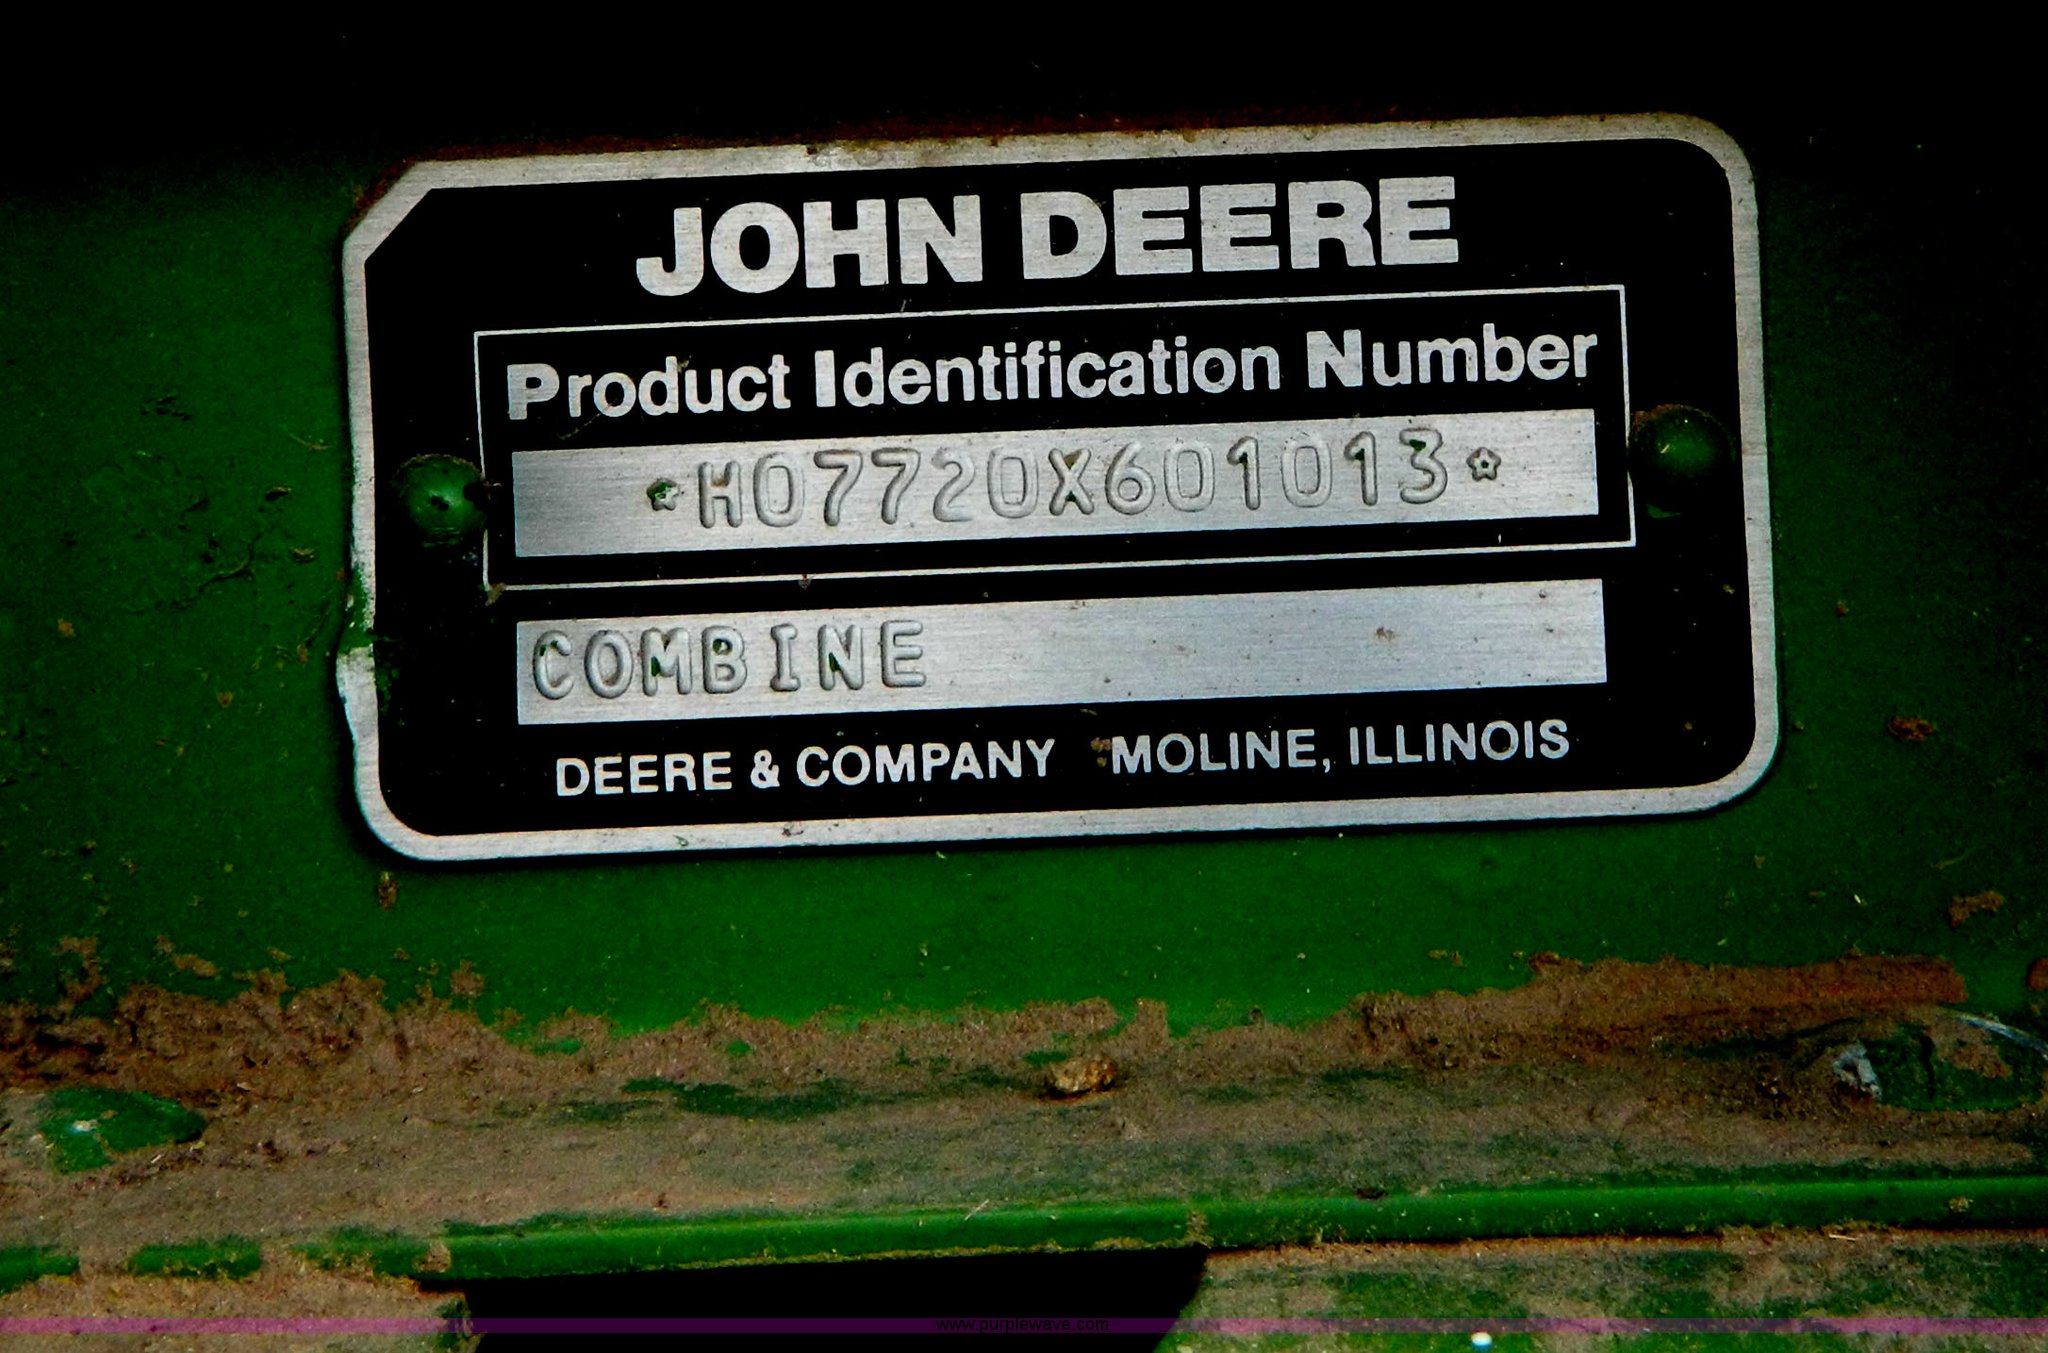 JOHN DEERE
Product Identification Number
*H07720X601013*
COMBINE
DEERE & COMPANY MOLINE, ILLINOIS
www.purplewave.com